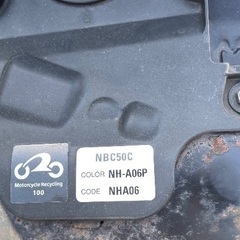 NBC50C
COLOR NH-A06P
CODE NHA06
Motorcycle Recycling
100